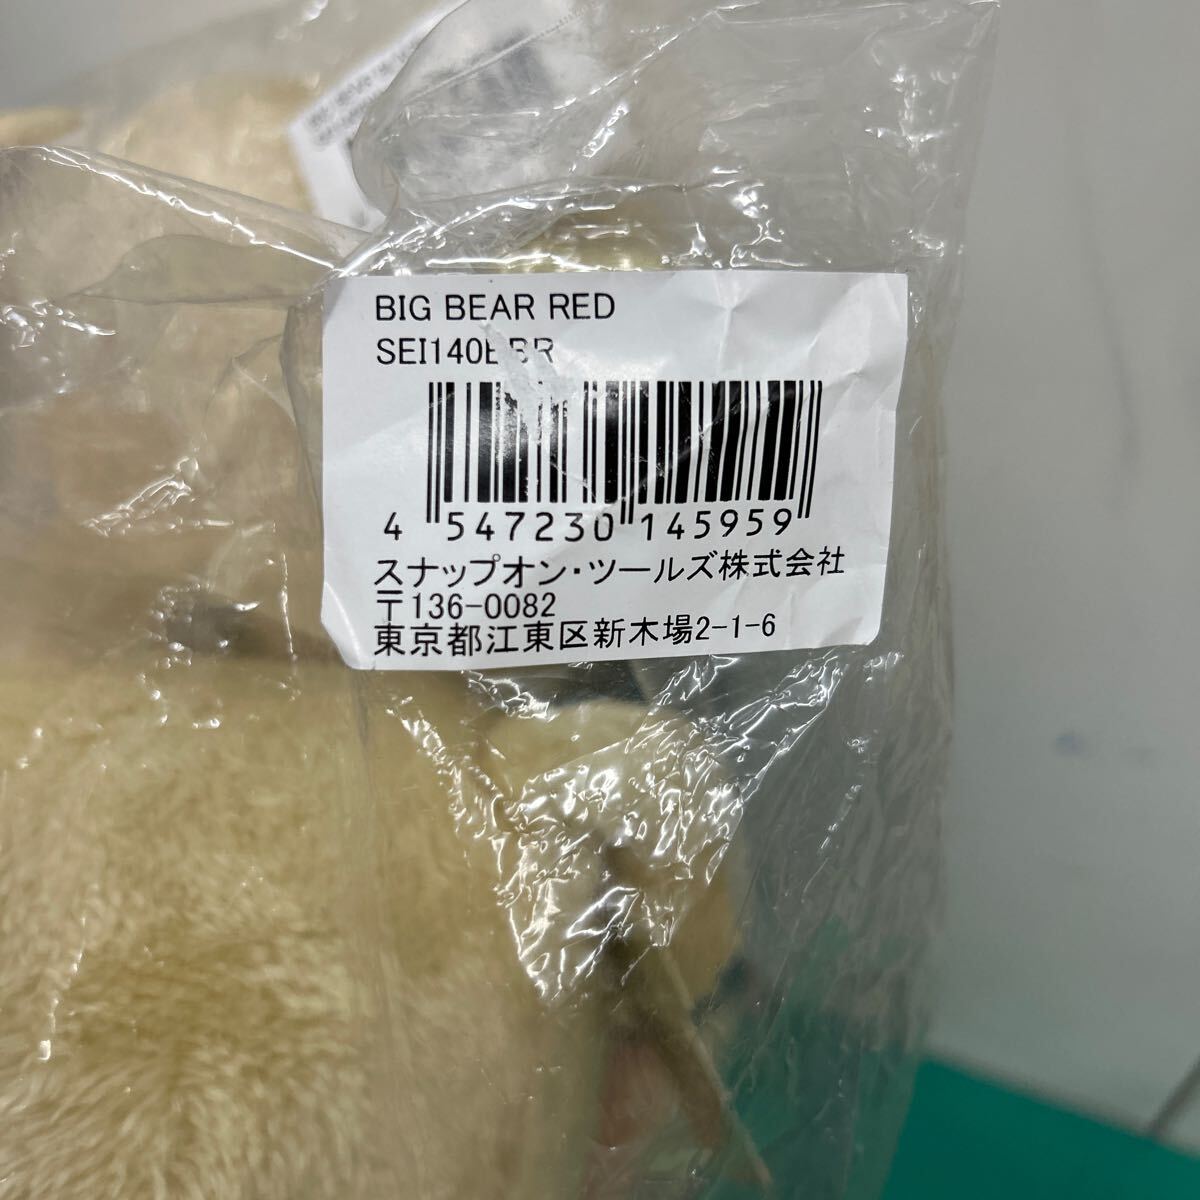 BIG BEAR RED
4 547230 145959
スナップオン・ツールズ株式会社
〒136-0082
東京都江東区新木場2-1-6